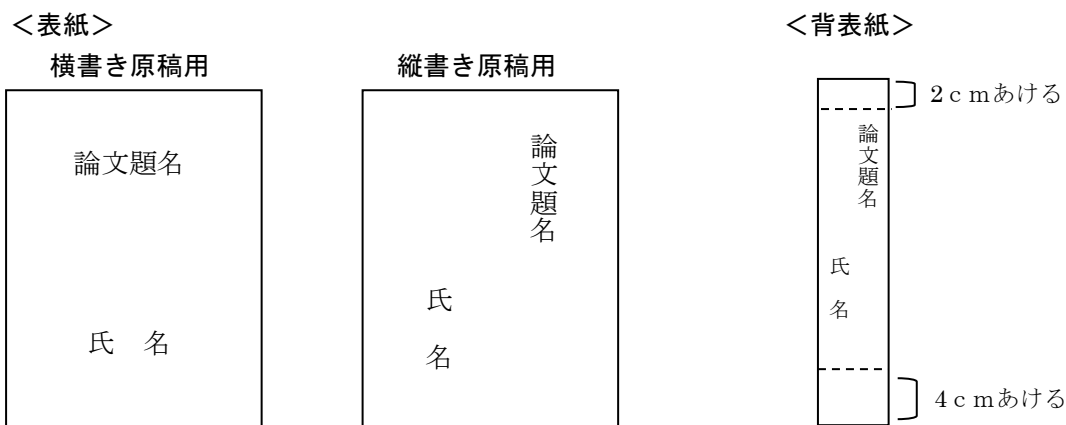 ＜表紙＞
横書き原稿用
論文題名
氏　名
縦書き原稿用
論文題名
氏　名
＜背表紙＞
2ｃｍあける
論文題名
氏　名
4ｃｍあける